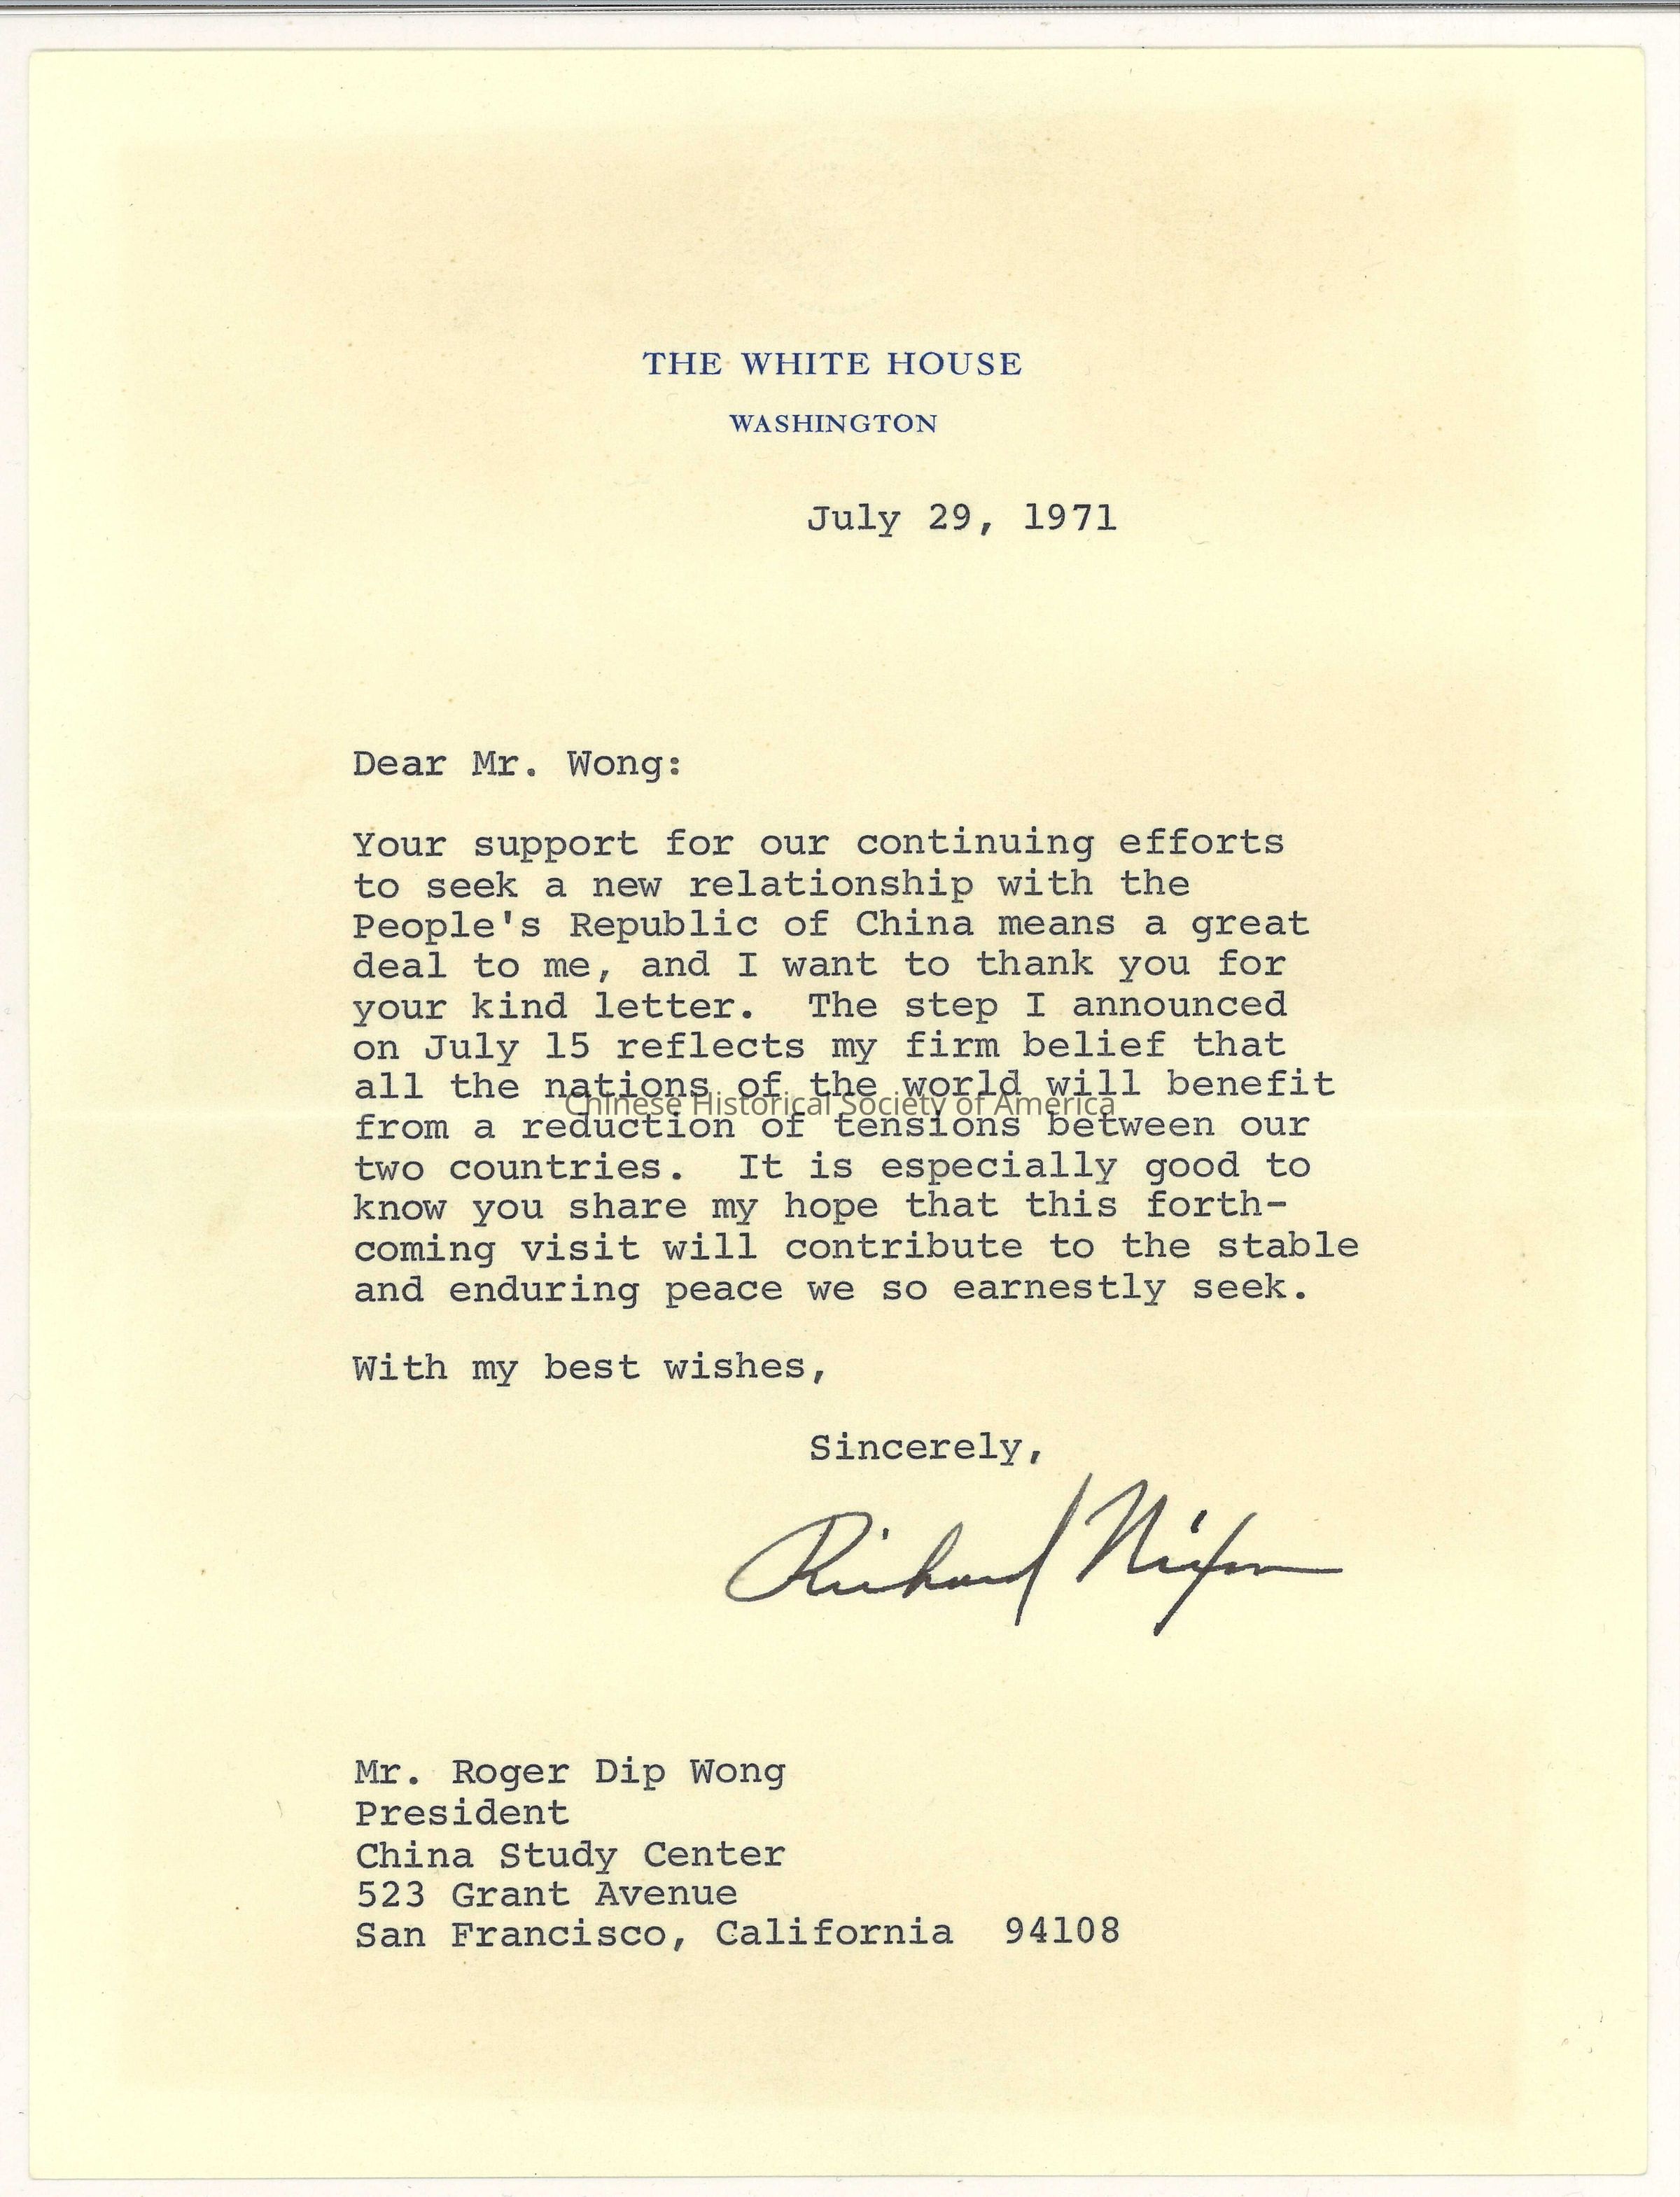 THE WHITE HOUSE
WASHINGTON
July 29, 1971
Dear Mr. Wong:
Your support for our continuing efforts
to seek a new relationship with the
People's Republic of China means a great
deal to me, and I want to thank you for
your kind letter.  The step I announced
on July 15 reflects my firm belief that
all the nations of the world will benefit
Chinese Historical Society of America
from a reduction of tensions between our
two countries.  It is especially good to
know you share my hope that this forth-
coming visit will contribute to the stable
and enduring peace we so earnestly seek.
With my best wishes,
Sincerely,
Richard Nixon
Mr. Roger Dip Wong
President
China Study Center
523 Grant Avenue
San Francisco, California  94108